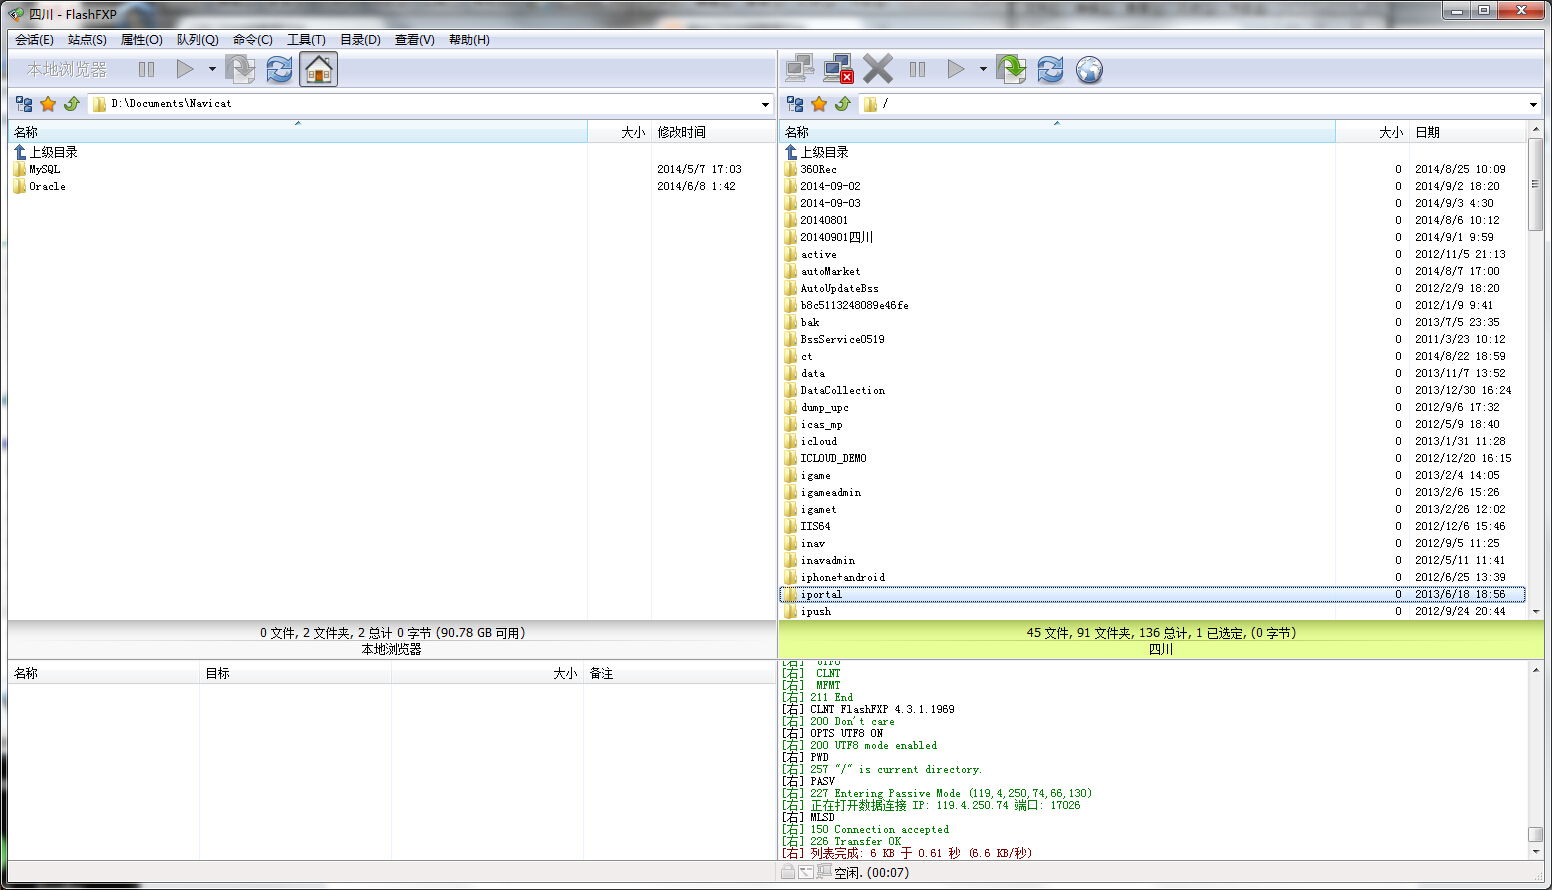 四川 - FlashFXP
会话(E) 站点(S) 属性(O) 队列(Q) 命令(C) 工具(T) 目录(D) 查看(V) 帮助(H)
本地浏览器
D:\Documents\Navicat
名称 大小 修改时间
上级目录
MySQL 2014/5/7 17:03
Oracle 2014/6/8 1:42
0 文件, 2 文件夹, 2 总计 0 字节 (90.78 GB 可用)
本地浏览器
名称 目标 大小 备注
/
名称 大小 日期
上级目录
360Rec 0 2014/8/25 10:09
2014-09-02 0 2014/9/2 18:20
2014-09-03 0 2014/9/3 4:30
20140801 0 2014/8/6 10:12
20140901四川 0 2014/9/1 9:59
active 0 2012/11/5 21:13
autoMarket 0 2014/8/7 17:00
AutoUpdateBss 0 2012/2/9 18:20
b8c5113248089e46fe 0 2012/1/9 9:41
bak 0 2013/7/5 23:35
BssService0519 0 2011/3/23 10:12
ct 0 2014/8/22 18:59
data 0 2013/11/7 13:52
DataCollection 0 2013/12/30 16:24
dump_upc 0 2012/9/6 17:32
icas_mp 0 2012/5/9 18:40
icloud 0 2013/1/31 11:28
ICLOUD_DEMO 0 2012/12/20 16:15
igame 0 2013/2/4 14:05
igameadmin 0 2013/2/6 15:26
igamet 0 2013/2/26 12:02
IIS64 0 2012/12/6 15:46
inav 0 2012/9/5 11:25
inavadmin 0 2012/5/11 11:41
iphone+android 0 2012/6/25 13:39
iportal 0 2013/6/18 18:56
ipush 0 2012/9/24 20:44
45 文件, 91 文件夹, 136 总计, 1 已选定, (0 字节)
四川
[右] UTF8
[右] CLNT
[右] MFMT
[右] 211 End
[右] CLNT FlashFXP 4.3.1.1969
[右] 200 Don't care
[右] OPTS UTF8 ON
[右] 200 UTF8 mode enabled
[右] PWD
[右] 257 "/" is current directory.
[右] PASV
[右] 227 Entering Passive Mode (119,4,250,74,66,130)
[右] 正在打开数据连接 IP: 119.4.250.74 端口: 17026
[右] MLSD
[右] 150 Connection accepted
[右] 226 Transfer OK
[右] 列表完成: 6 KB 于 0.61 秒 (6.6 KB/秒)
空闲. (00:07)